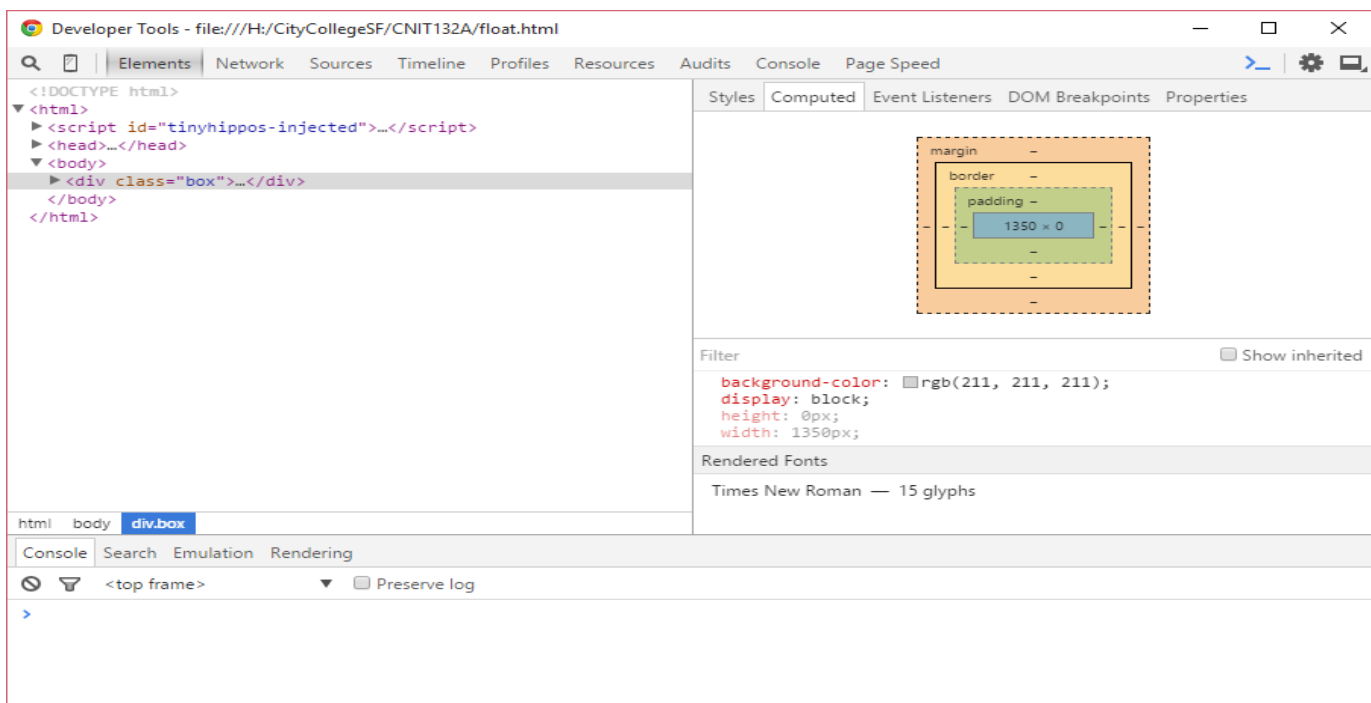 Developer Tools - file:///H:/CityCollegeSF/CNIT132A/float.html
Elements Network Sources Timeline Profiles Resources Audits Console Page Speed
<!DOCTYPE html>
▼<html>
▶<script id="tinyhippos-injected">…</script>
▶<head>…</head>
▼<body>
▶<div class="box">…</div>
</body>
</html>
html body div.box
Styles Computed Event Listeners DOM Breakpoints Properties
margin –
border –
padding –
– – – 1350 × 0 – – –
–
–
–
Filter Show inherited
background-color: rgb(211, 211, 211);
display: block;
height: 0px;
width: 1350px;
Rendered Fonts
Times New Roman — 15 glyphs
Console Search Emulation Rendering
<top frame> ▼ Preserve log
>